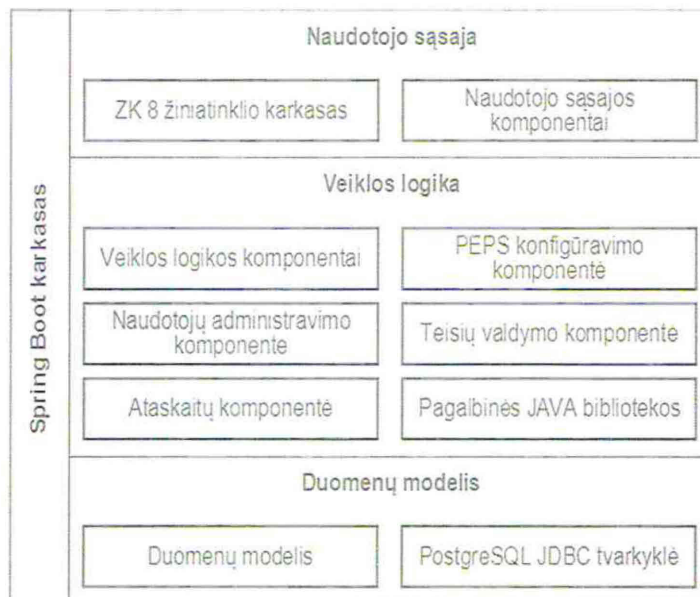 Spring Boot karkasas
Naudotojo sąsaja
ZK 8 žiniatinklio karkasas
Naudotojo sąsajos
komponentai
Veiklos logika
Veiklos logikos komponentai
PEPS konfigūravimo
komponentė
Naudotojų administravimo
komponentė
Teisių valdymo komponentė
Ataskaitų komponentė
Pagalbinės JAVA bibliotekos
Duomenų modelis
Duomenų modelis
PostgreSQL JDBC tvarkyklė